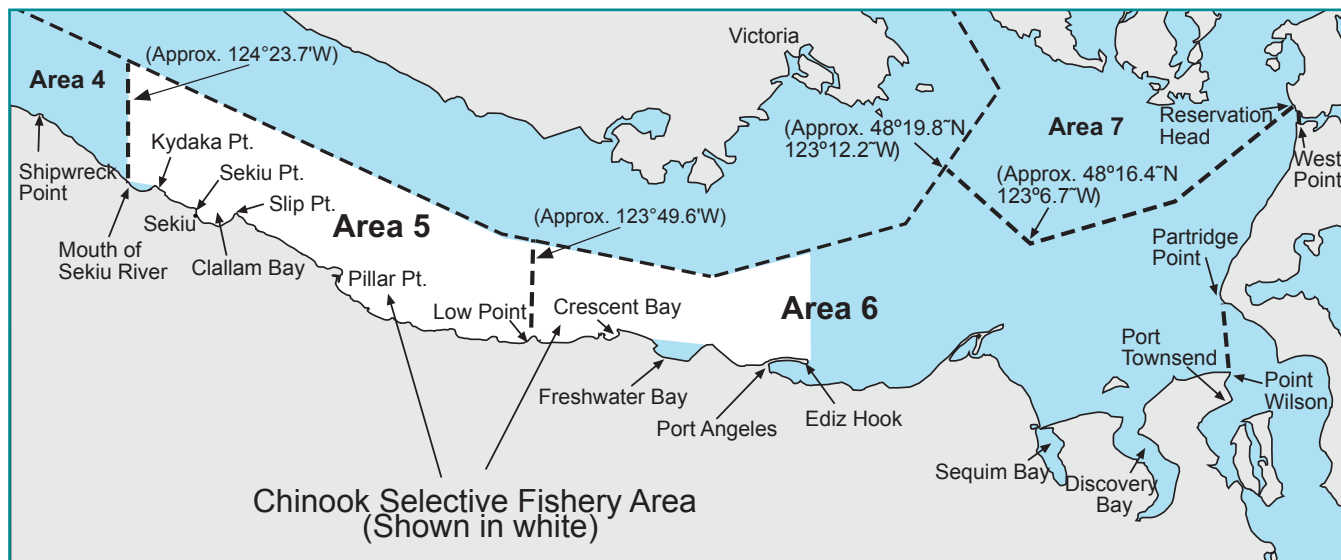 Victoria
(Approx. 124°23.7'W)
Area 4
Area 7
Reservation
Head
(Approx. 48º19.8˜N
123º12.2˜W)
West
Point
Kydaka Pt.
Shipwreck
Point
Sekiu Pt.
(Approx. 48º16.4˜N
123º6.7˜W)
Slip Pt.
(Approx. 123°49.6'W)
Sekiu
Area 5
Mouth of
Sekiu River
Clallam Bay
Partridge
Point
Pillar Pt.
Low Point
Crescent Bay
Area 6
Port
Townsend
Point
Wilson
Freshwater Bay
Ediz Hook
Port Angeles
Sequim Bay
Discovery
Bay
Chinook Selective Fishery Area
(Shown in white)